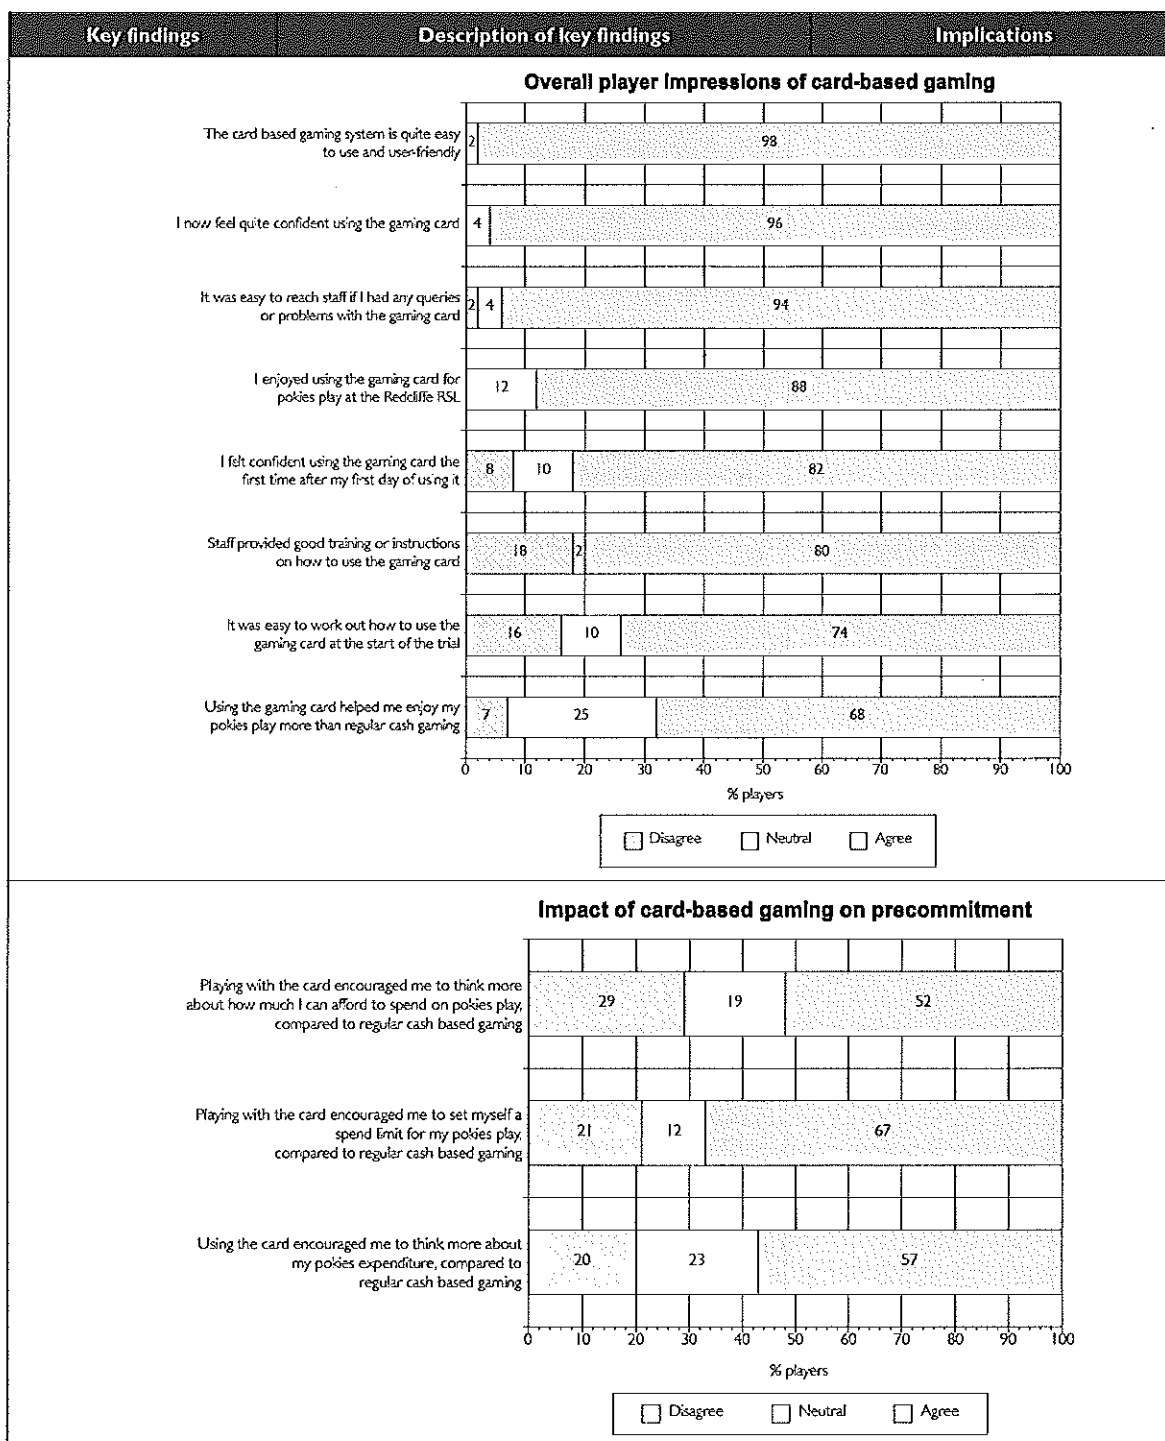 Key findings Description of key findings Implications
Overall player impressions of card-based gaming
The card based gaming system is quite easy
to use and user-friendly
2 98
I now feel quite confident using the gaming card
4 96
It was easy to reach staff if I had any queries
or problems with the gaming card
2 4 94
I enjoyed using the gaming card for
pokies play at the Redcliffe RSL
12 88
I felt confident using the gaming card the
first time after my first day of using it
8 10 82
Staff provided good training or instructions
on how to use the gaming card
18 2 80
It was easy to work out how to use the
gaming card at the start of the trial
16 10 74
Using the gaming card helped me enjoy my
pokies play more than regular cash gaming
7 25 68
0 10 20 30 40 50 60 70 80 90 100
% players
Disagree Neutral Agree
Impact of card-based gaming on precommitment
Playing with the card encouraged me to think more
about how much I can afford to spend on pokies play,
compared to regular cash based gaming
29 19 52
Playing with the card encouraged me to set myself a
spend limit for my pokies play,
compared to regular cash based gaming
21 12 67
Using the card encouraged me to think more about
my pokies expenditure, compared to
regular cash based gaming
20 23 57
0 10 20 30 40 50 60 70 80 90 100
% players
Disagree Neutral Agree